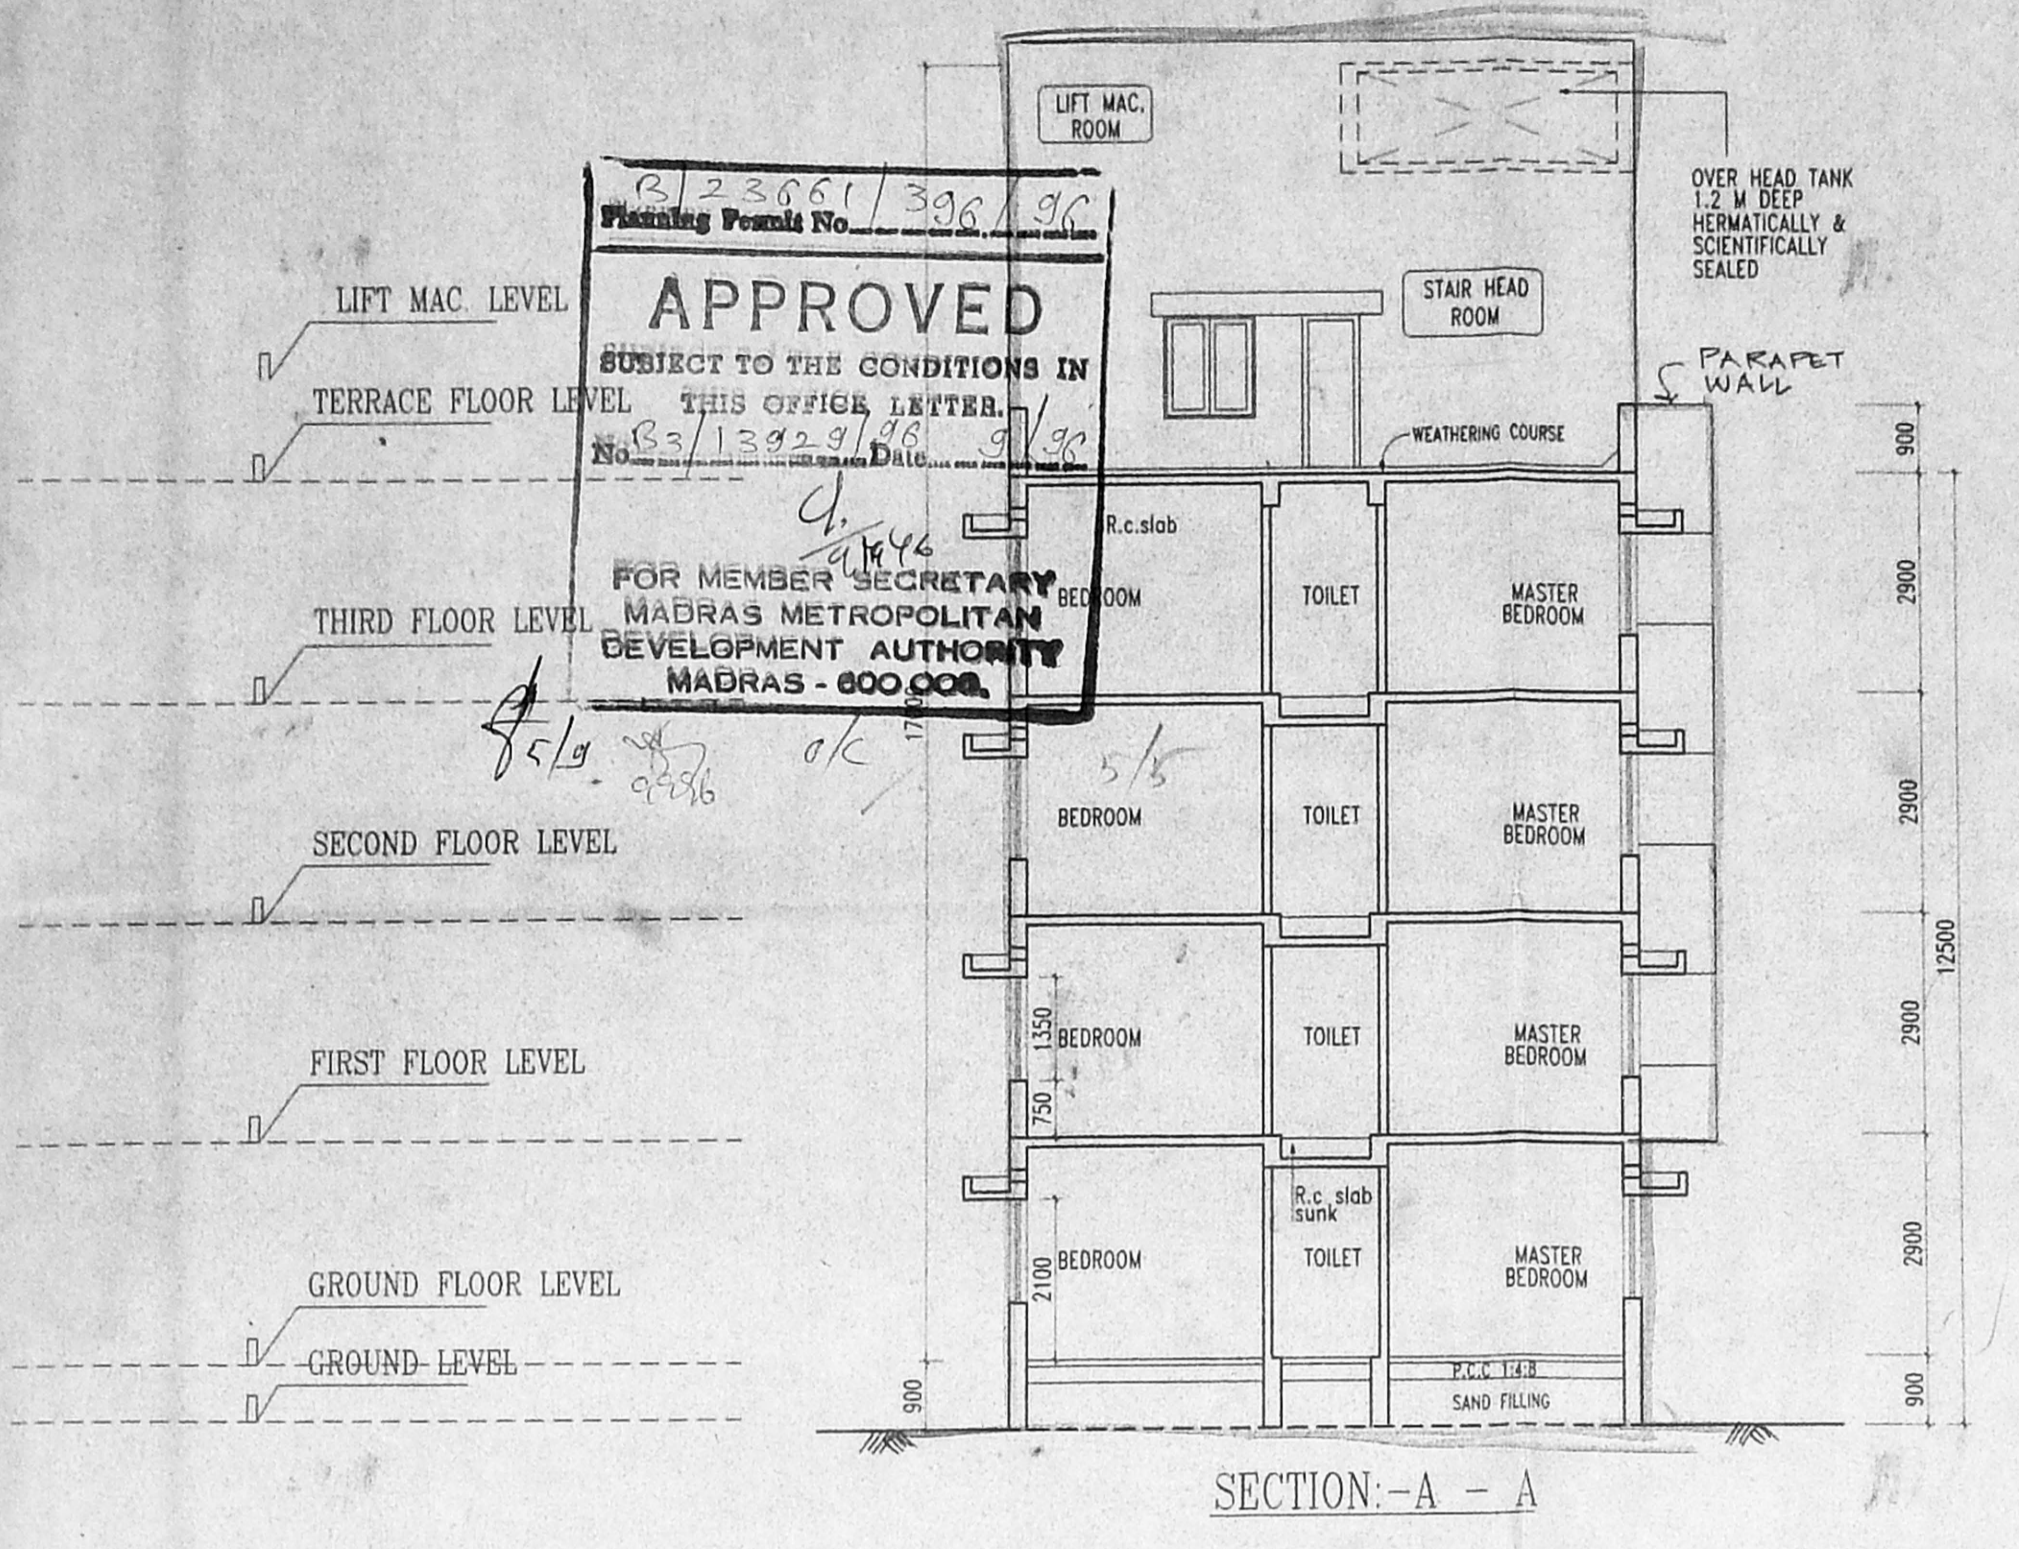 LIFT MAC.
ROOM
OVER HEAD TANK
1.2 M DEEP
HERMATICALLY &
SCIENTIFICALLY
SEALED
B/23661/396/96
Planning Permit No
APPROVED
SUBJECT TO THE CONDITIONS IN
THIS OFFICE LETTER.
No B3/13929/96 Date 9/96
FOR MEMBER SECRETARY
MADRAS METROPOLITAN
DEVELOPMENT AUTHORITY
MADRAS - 600 008.
LIFT MAC. LEVEL
TERRACE FLOOR LEVEL
THIRD FLOOR LEVEL
SECOND FLOOR LEVEL
FIRST FLOOR LEVEL
GROUND FLOOR LEVEL
GROUND LEVEL
5/9
o/c
5/5
STAIR HEAD
ROOM
PARAPET
WALL
WEATHERING COURSE
R.c.slab
BEDROOM
TOILET
MASTER
BEDROOM
BEDROOM
TOILET
MASTER
BEDROOM
BEDROOM
TOILET
MASTER
BEDROOM
R.c slab
sunk
BEDROOM
TOILET
MASTER
BEDROOM
P.C.C 1:4:8
SAND FILLING
1350
750
2100
900
900
2900
2900
2900
2900
900
12500
SECTION:-A - A